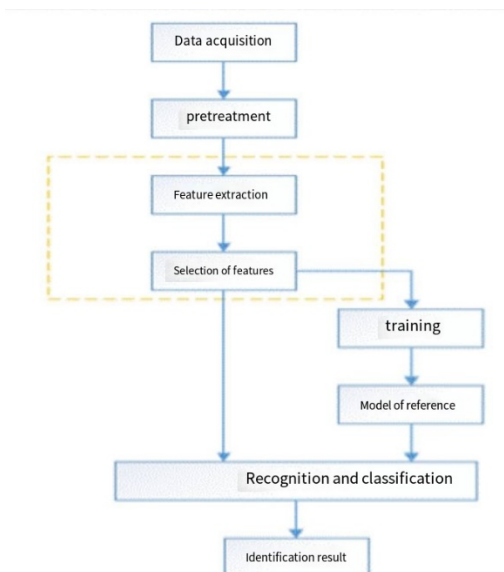 Data acquisition
pretreatment
Feature extraction
Selection of features
training
Model of reference
Recognition and classification
Identification result